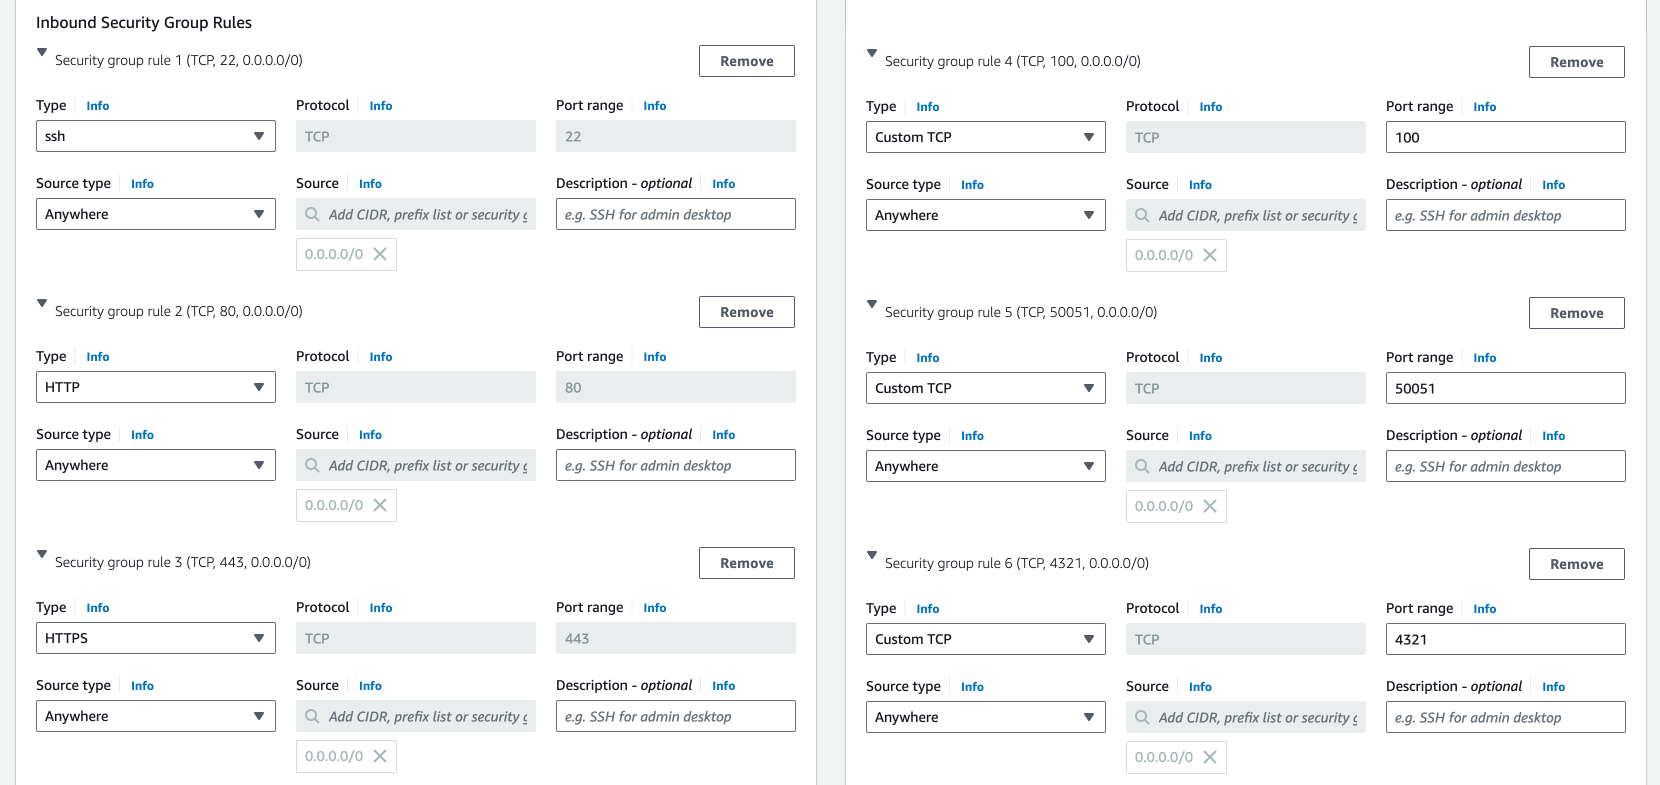 Inbound Security Group Rules
Security group rule 1 (TCP, 22, 0.0.0.0/0)
Remove
Type Info Protocol Info Port range Info
ssh TCP 22
Source type Info Source Info Description - optional Info
Anywhere Add CIDR, prefix list or security e.g. SSH for admin desktop
0.0.0.0/0
Security group rule 2 (TCP, 80, 0.0.0.0/0)
Remove
Type Info Protocol Info Port range Info
HTTP TCP 80
Source type Info Source Info Description - optional Info
Anywhere Add CIDR, prefix list or security e.g. SSH for admin desktop
0.0.0.0/0
Security group rule 3 (TCP, 443, 0.0.0.0/0)
Remove
Type Info Protocol Info Port range Info
HTTPS TCP 443
Source type Info Source Info Description - optional Info
Anywhere Add CIDR, prefix list or security e.g. SSH for admin desktop
0.0.0.0/0
Security group rule 4 (TCP, 100, 0.0.0.0/0)
Remove
Type Info Protocol Info Port range Info
Custom TCP TCP 100
Source type Info Source Info Description - optional Info
Anywhere Add CIDR, prefix list or security e.g. SSH for admin desktop
0.0.0.0/0
Security group rule 5 (TCP, 50051, 0.0.0.0/0)
Remove
Type Info Protocol Info Port range Info
Custom TCP TCP 50051
Source type Info Source Info Description - optional Info
Anywhere Add CIDR, prefix list or security e.g. SSH for admin desktop
0.0.0.0/0
Security group rule 6 (TCP, 4321, 0.0.0.0/0)
Remove
Type Info Protocol Info Port range Info
Custom TCP TCP 4321
Source type Info Source Info Description - optional Info
Anywhere Add CIDR, prefix list or security e.g. SSH for admin desktop
0.0.0.0/0